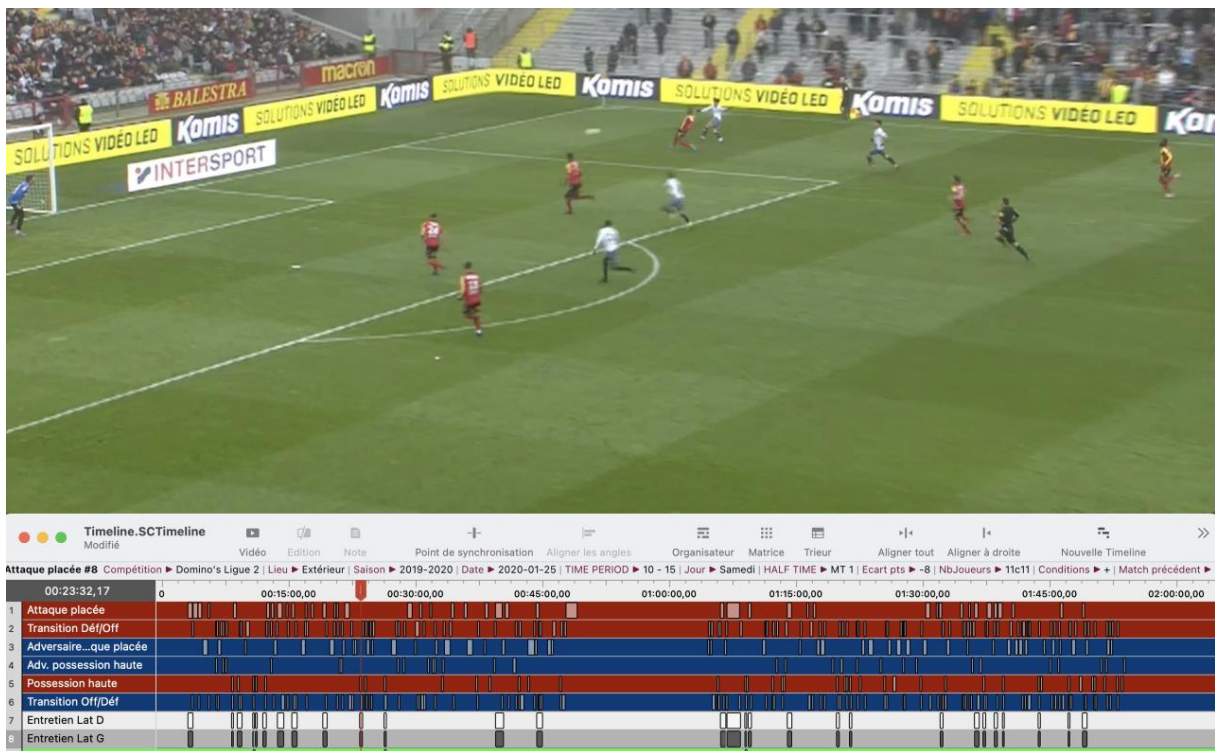 BALESTRA
macron
SOLUTIONS VIDÉO LED
Komis
SOLUTIONS VIDÉO LED
Komis
SOLUTIONS VIDÉO LED
Komis
SOLUTIONS VIDÉO LED
Komis
SOLUTIONS VIDÉO LED
Kon
INTERSPORT
24
Timeline.SCTimeline
Modifié
Vidéo
Edition
Note
Point de synchronisation
Aligner les angles
Organisateur
Matrice
Trieur
Aligner tout
Aligner à droite
Nouvelle Timeline
Attaque placée #8 Compétition ► Domino's Ligue 2 | Lieu ► Extérieur | Saison ► 2019-2020 | Date ► 2020-01-25 | TIME PERIOD ► 10 - 15 | Jour ► Samedi | HALF TIME ► MT 1 | Ecart pts ► -8 | NbJoueurs ► 11c11 | Conditions ► + | Match précédent ►
00:23:32,17
0 00:15:00,00 00:30:00,00 00:45:00,00 01:00:00,00 01:15:00,00 01:30:00,00 01:45:00,00 02:00:00,00
1 Attaque placée
2 Transition Déf/Off
3 Adversaire...que placée
4 Adv. possession haute
5 Possession haute
6 Transition Off/Déf
7 Entretien Lat D
8 Entretien Lat G